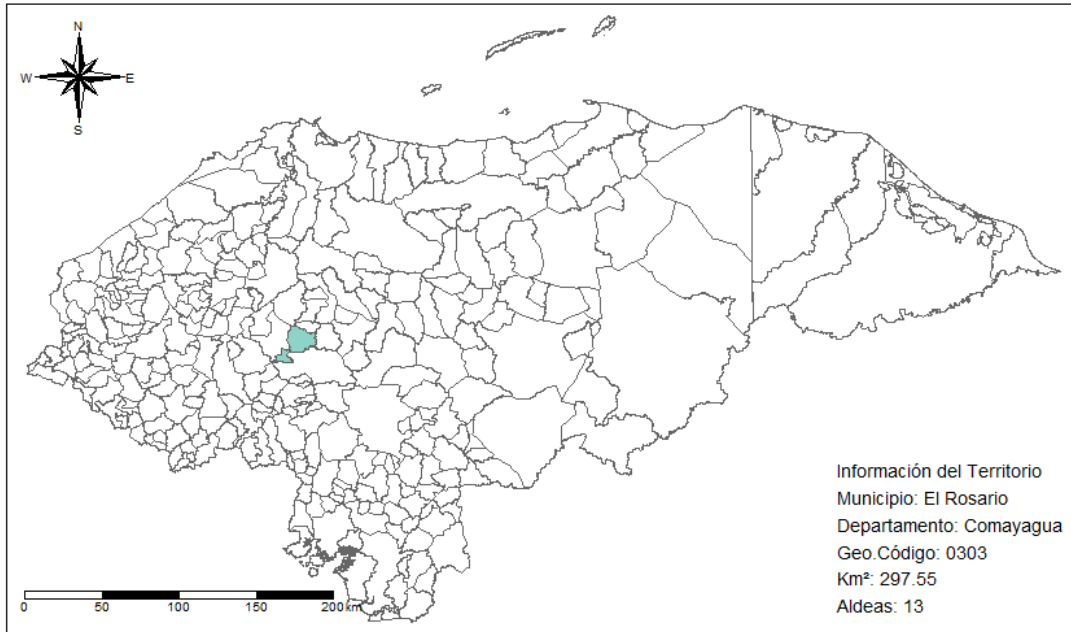 N
W E
S
Información del Territorio
Municipio: El Rosario
Departamento: Comayagua
Geo.Código: 0303
Km²: 297.55
Aldeas: 13
0 50 100 150 200 km